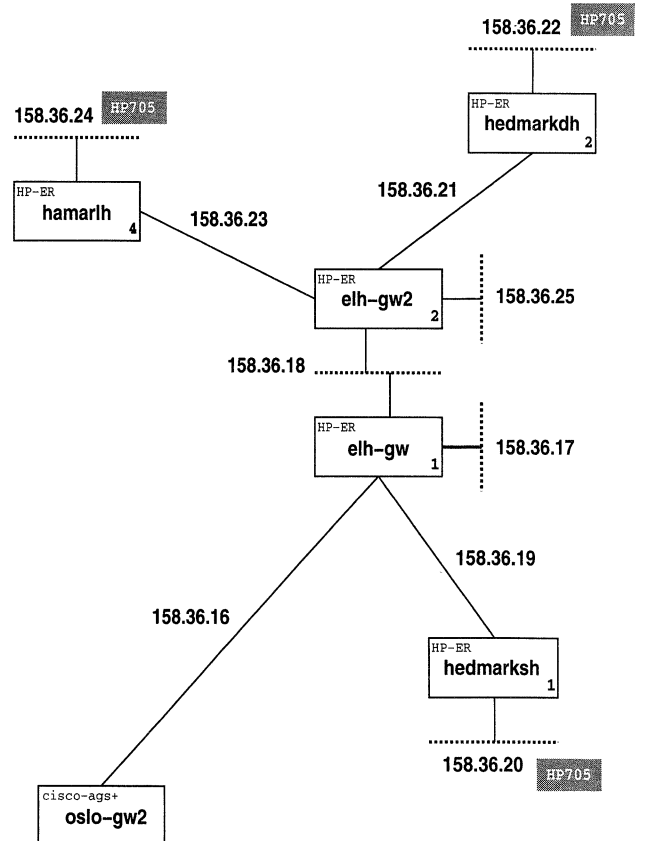 158.36.22 HP705
158.36.24 HP705
HP-ER
hedmarkdh
2
HP-ER
hamarlh
4
158.36.21
158.36.23
HP-ER
elh-gw2
2
158.36.25
158.36.18
HP-ER
elh-gw
1
158.36.17
158.36.19
158.36.16
HP-ER
hedmarksh
1
158.36.20 HP705
cisco-ags+
oslo-gw2